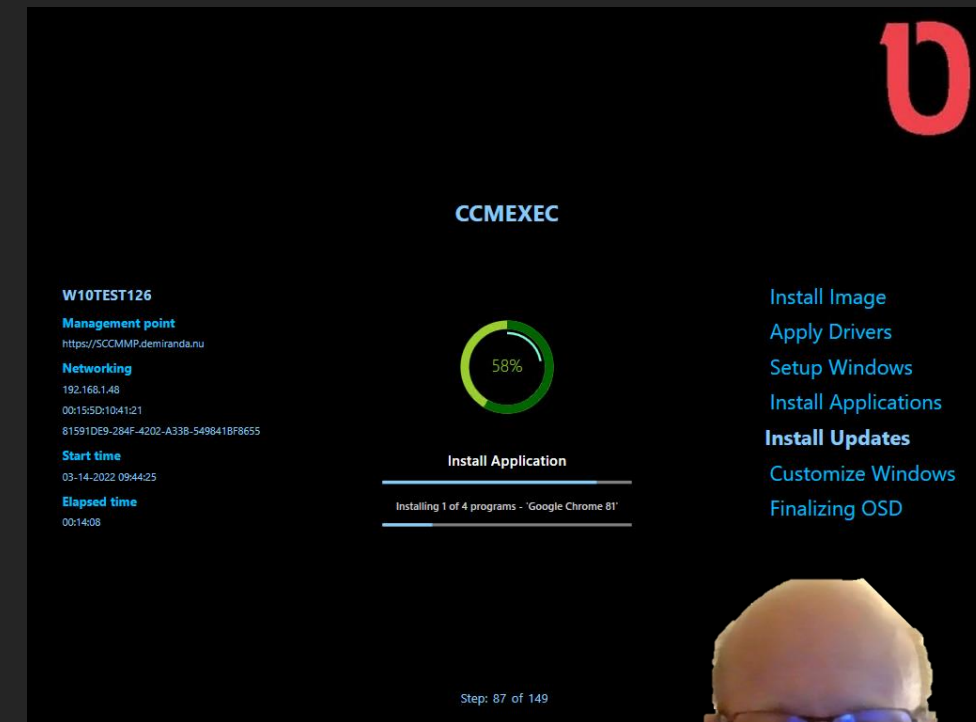 CCMEXEC
W10TEST126
Management point
https://SCCMMP.demiranda.nu
Networking
192.168.1.48
00:15:5D:10:41:21
81591DE9-284F-4202-A33B-549841BF8655
Start time
03-14-2022 09:44:25
Elapsed time
00:14:08
58%
Install Application
Installing 1 of 4 programs - 'Google Chrome 81'
Install Image
Apply Drivers
Setup Windows
Install Applications
Install Updates
Customize Windows
Finalizing OSD
Step: 87 of 149